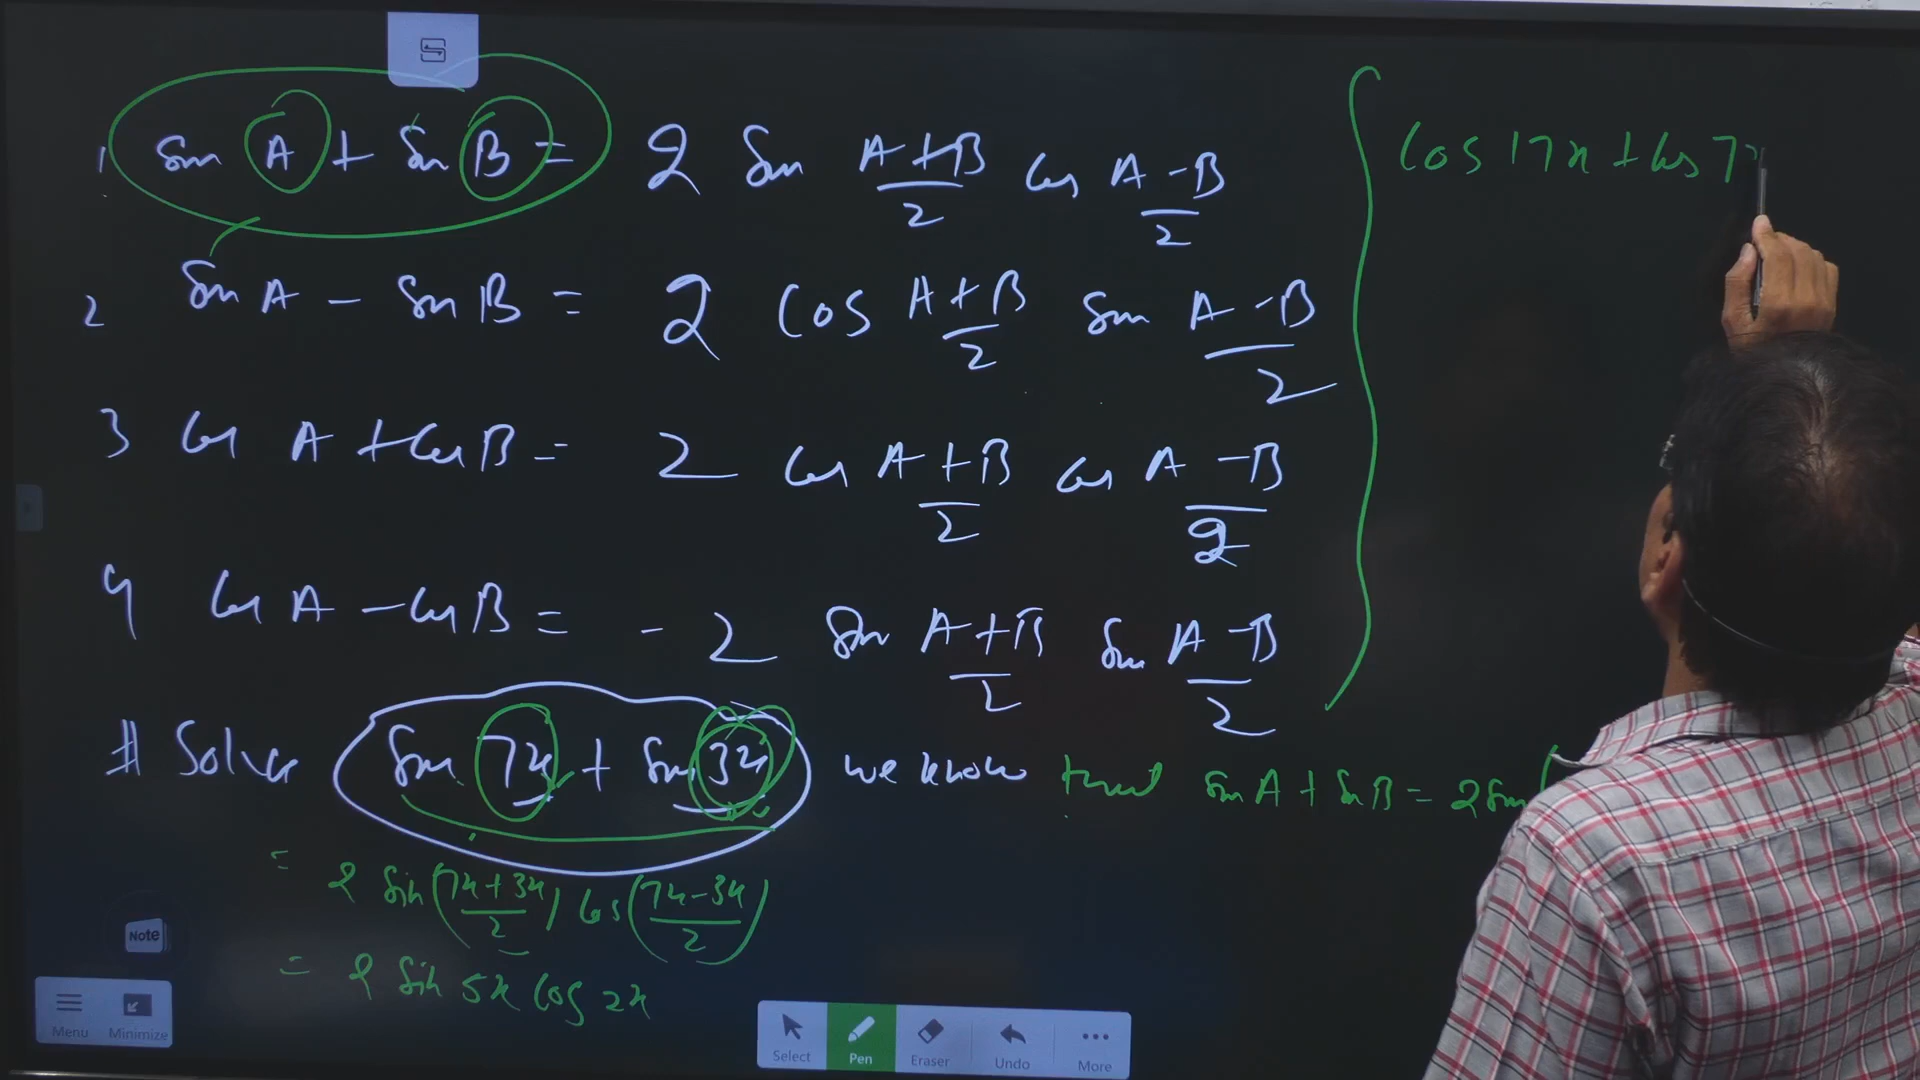 1 Sin A + Sin B = 2 Sin A+B/2 Cos A-B/2
2 Sin A - Sin B = 2 Cos A+B/2 Sin A-B/2
3 Cos A + Cos B = 2 Cos A+B/2 Cos A-B/2
4 Cos A - Cos B = - 2 Sin A+B/2 Sin A-B/2
# Solve Sin 7x + Sin 3x we know that Sin A + Sin B = 2 Sin (
= 2 Sin (7x+3x/2) Cos (7x-3x/2)
= 2 Sin 5x Cos 2x
Cos 17x + Cos 7x
Note
Menu Minimize
Select Pen Eraser Undo More